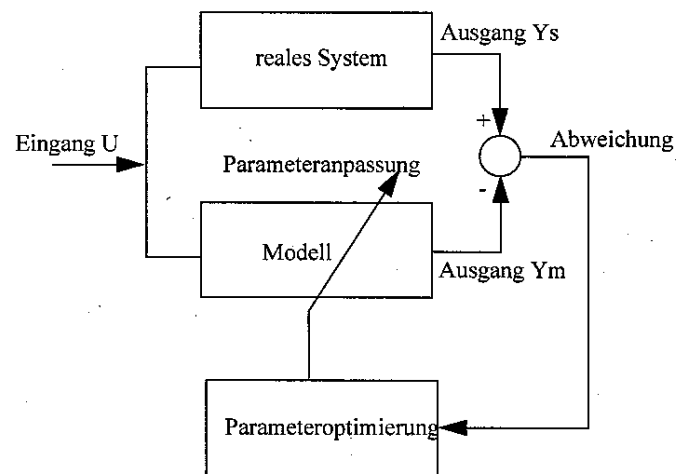 Ausgang Ys
reales System
+
Eingang U
Abweichung
Parameteranpassung
-
Modell
Ausgang Ym
Parameteroptimierung